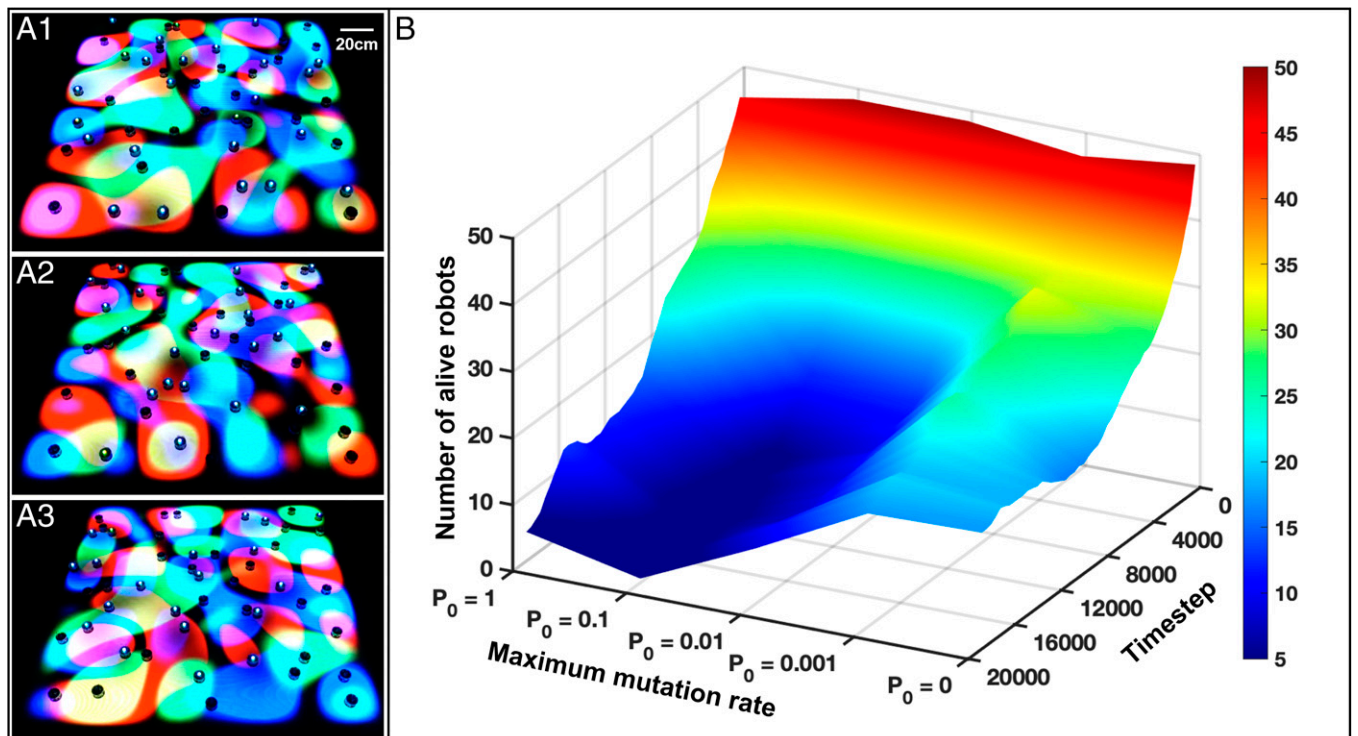 A1
20cm
A2
A3
B
50
40
30
20
10
0
Number of alive robots
P₀ = 1
P₀ = 0.1
P₀ = 0.01
P₀ = 0.001
P₀ = 0
Maximum mutation rate
0
4000
8000
12000
16000
20000
Timestep
50
45
40
35
30
25
20
15
10
5